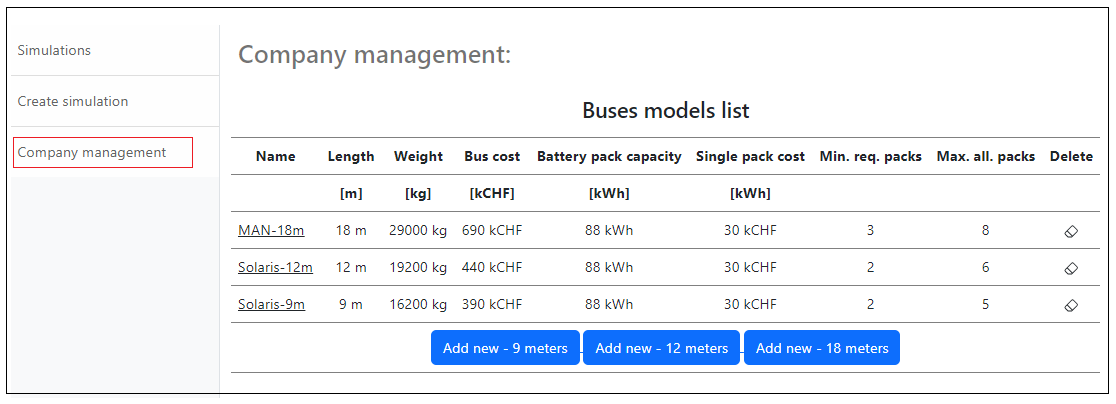 Simulations
Create simulation
Company management
Company management:
Buses models list
Name Length Weight Bus cost Battery pack capacity Single pack cost Min. req. packs Max. all. packs Delete
[m] [kg] [kCHF] [kWh] [kWh]
MAN-18m 18 m 29000 kg 690 kCHF 88 kWh 30 kCHF 3 8
Solaris-12m 12 m 19200 kg 440 kCHF 88 kWh 30 kCHF 2 6
Solaris-9m 9 m 16200 kg 390 kCHF 88 kWh 30 kCHF 2 5
Add new - 9 meters Add new - 12 meters Add new - 18 meters